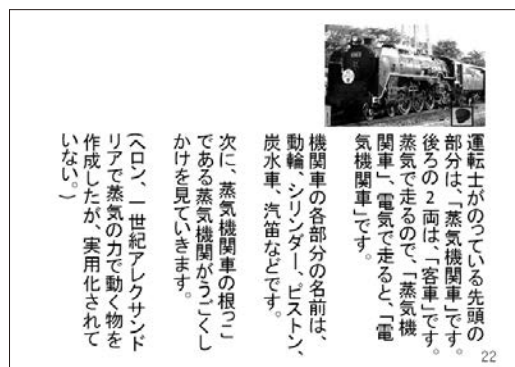 運転士がのっている先頭の
部分は、「蒸気機関車」です。
後ろの2両は、「客車」です。
蒸気で走るので、「蒸気機
関車」、電気で走ると、「電
気機関車」です。
機関車の各部分の名前は、
動輪、シリンダー、ピストン、
炭水車、汽笛などです。
次に、蒸気機関車の根っこ
である蒸気機関がうごくし
かけを見ていきます。
(ヘロン、一世紀アレクサンド
リアで蒸気の力で動く物を
作成したが、実用化されて
いない。)
22